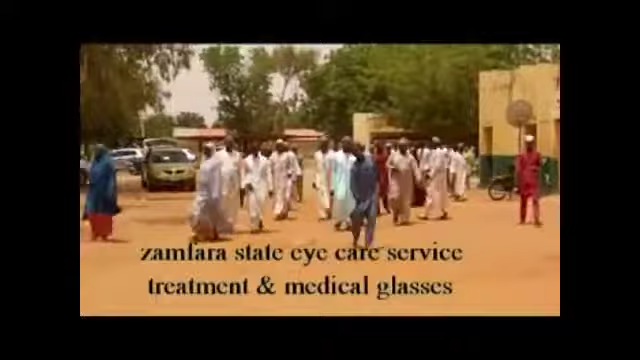 zamfara state eye care service
treatment & medical glasses